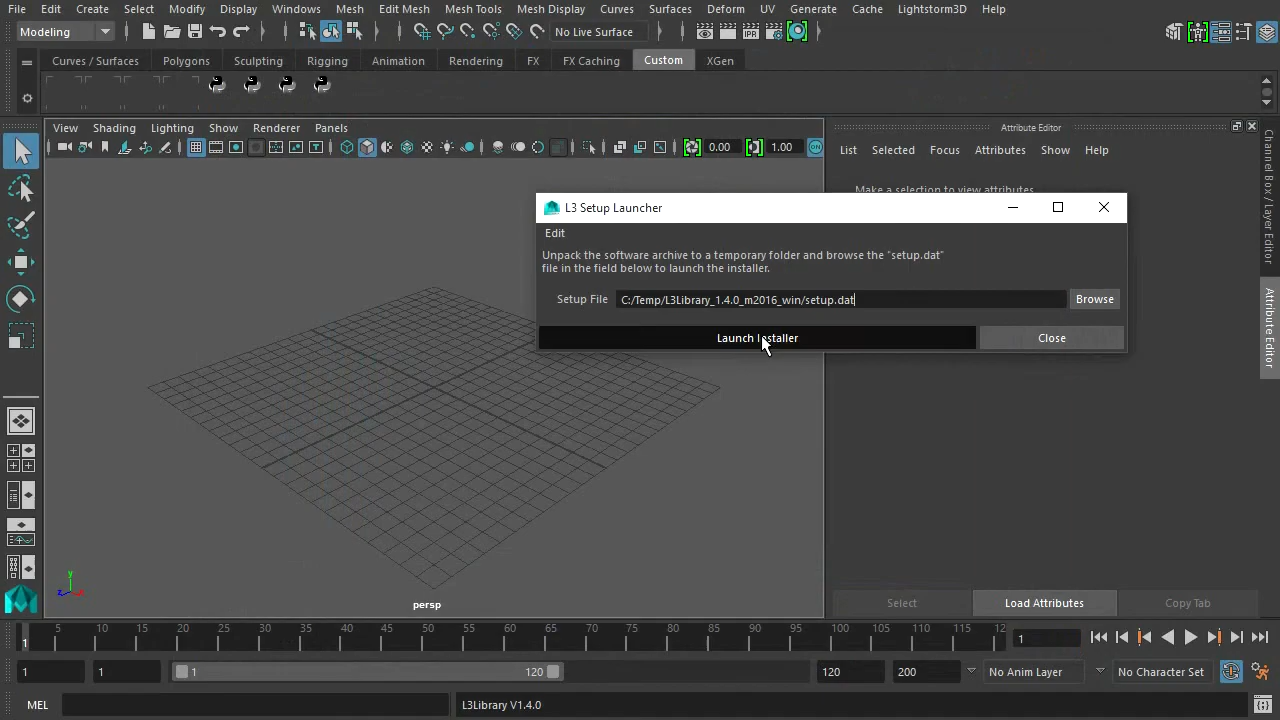 File Edit Create Select Modify Display Windows Mesh Edit Mesh Mesh Tools Mesh Display Curves Surfaces Deform UV Generate Cache Lightstorm3D Help
Modeling No Live Surface
Curves / Surfaces Polygons Sculpting Rigging Animation Rendering FX FX Caching Custom XGen
View Shading Lighting Show Renderer Panels
0.00 1.00 ON
Attribute Editor
List Selected Focus Attributes Show Help
Make a selection to view attributes
L3 Setup Launcher
Edit
Unpack the software archive to a temporary folder and browse the "setup.dat"
file in the field below to launch the installer.
Setup File C:/Temp/L3Library_1.4.0_m2016_win/setup.dat Browse
Launch Installer Close
Channel Box / Layer Editor
Attribute Editor
y
z x
persp
Select Load Attributes Copy Tab
1 5 10 15 20 25 30 35 40 45 50 55 60 65 70 75 80 85 90 95 100 105 110 115 12 1
1 1 1 120 120 200 No Anim Layer No Character Set
MEL L3Library V1.4.0